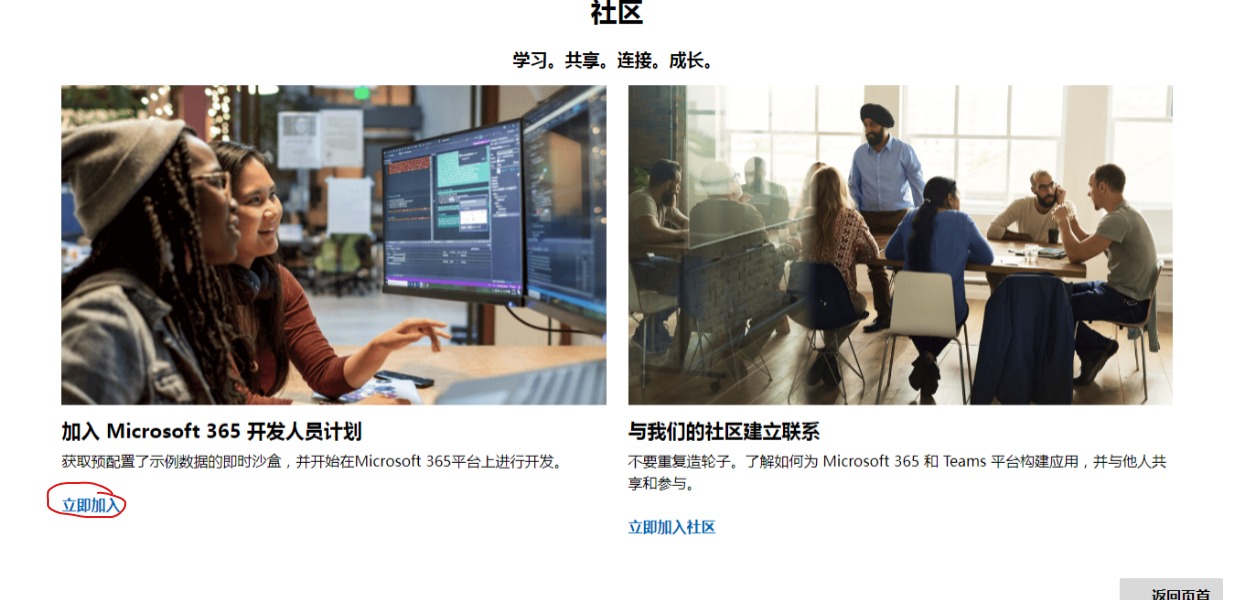 社区
学习。共享。连接。成长。
加入 Microsoft 365 开发人员计划
获取预配置了示例数据的即时沙盒，并开始在Microsoft 365平台上进行开发。
立即加入
与我们的社区建立联系
不要重复造轮子。了解如何为 Microsoft 365 和 Teams 平台构建应用，并与他人共
享和参与。
立即加入社区
返回页首